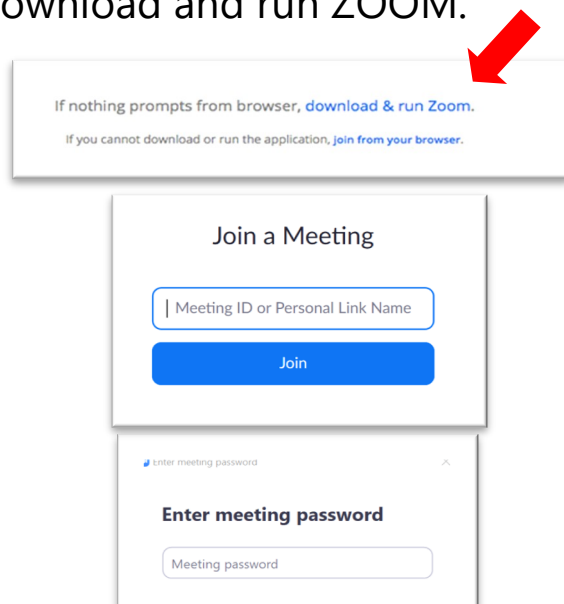 ownload and run ZOOM.
If nothing prompts from browser, download & run Zoom.
If you cannot download or run the application, join from your browser.
Join a Meeting
Meeting ID or Personal Link Name
Join
Enter meeting password
Enter meeting password
Meeting password